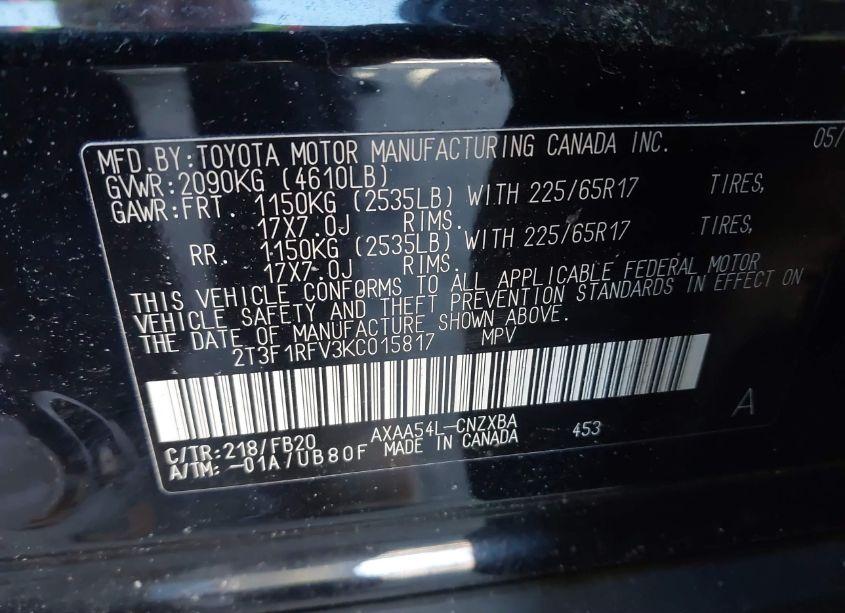 MFD.BY:TOYOTA MOTOR MANUFACTURING CANADA INC. 05/
GVWR:2090KG (4610LB)
GAWR:FRT. 1150KG (2535LB) WITH 225/65R17 TIRES,
17X7.0J RIMS.
RR. 1150KG (2535LB) WITH 225/65R17 TIRES,
17X7.0J RIMS.
THIS VEHICLE CONFORMS TO ALL APPLICABLE FEDERAL MOTOR
VEHICLE SAFETY AND THEFT PREVENTION STANDARDS IN EFFECT ON
THE DATE OF MANUFACTURE SHOWN ABOVE.
2T3F1RFV3KC015817 MPV
A
C/TR:218/FB20 AXAA54L-CNZXBA 453
A/TM:-01A/UB80F MADE IN CANADA